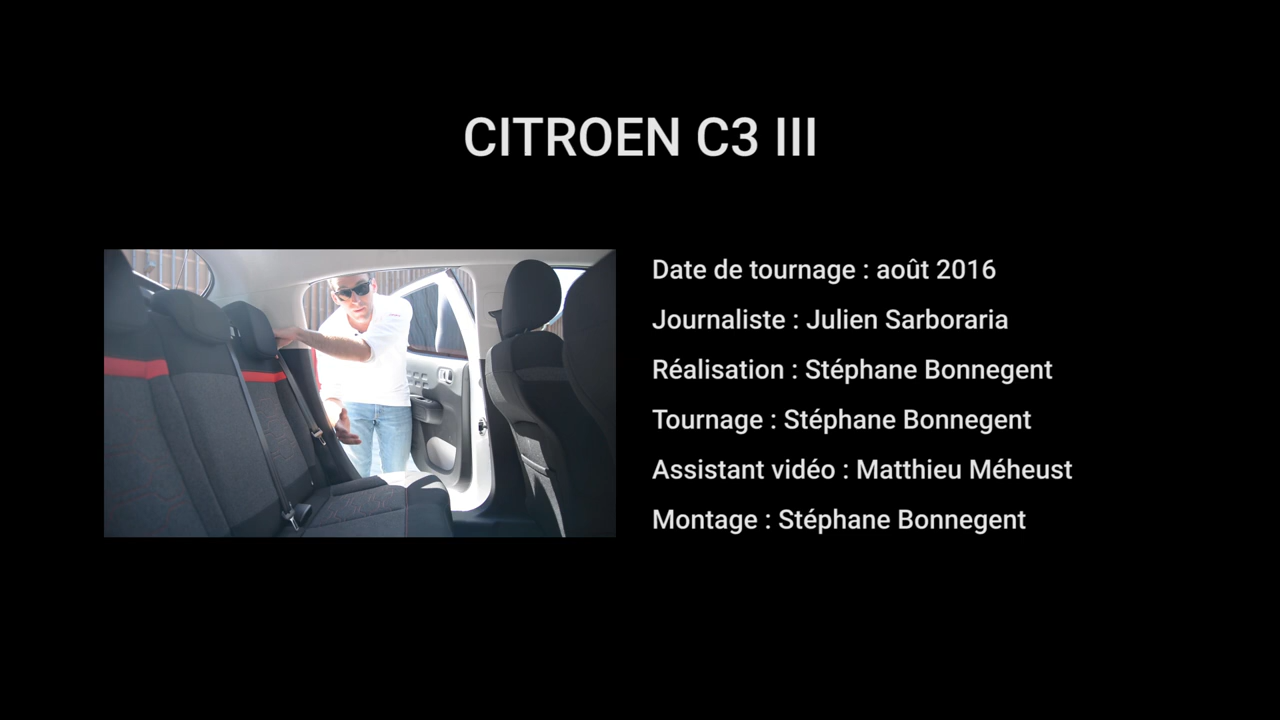 CITROEN C3 III
Date de tournage : août 2016
Journaliste : Julien Sarboraria
Réalisation : Stéphane Bonnegent
Tournage : Stéphane Bonnegent
Assistant vidéo : Matthieu Méheust
Montage : Stéphane Bonnegent